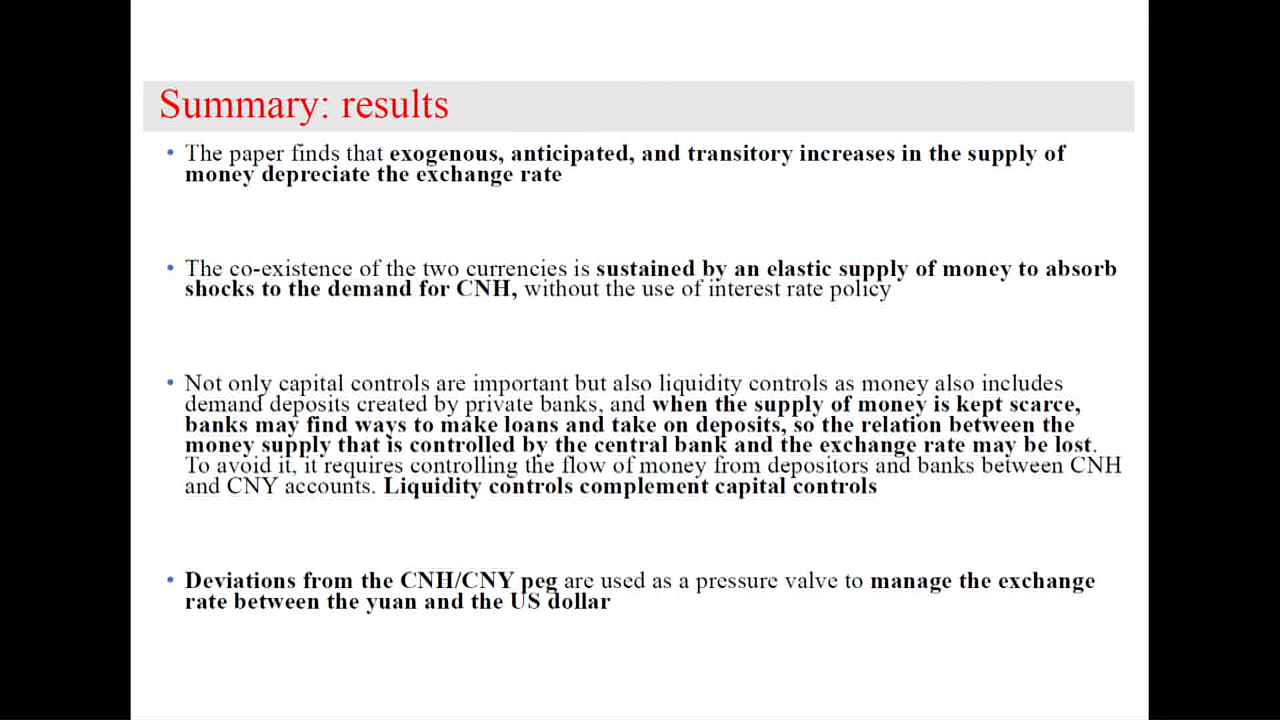 Summary: results
• The paper finds that exogenous, anticipated, and transitory increases in the supply of
money depreciate the exchange rate
• The co-existence of the two currencies is sustained by an elastic supply of money to absorb
shocks to the demand for CNH, without the use of interest rate policy
• Not only capital controls are important but also liquidity controls as money also includes
demand deposits created by private banks, and when the supply of money is kept scarce,
banks may find ways to make loans and take on deposits, so the relation between the
money supply that is controlled by the central bank and the exchange rate may be lost.
To avoid it, it requires controlling the flow of money from depositors and banks between CNH
and CNY accounts. Liquidity controls complement capital controls
• Deviations from the CNH/CNY peg are used as a pressure valve to manage the exchange
rate between the yuan and the US dollar